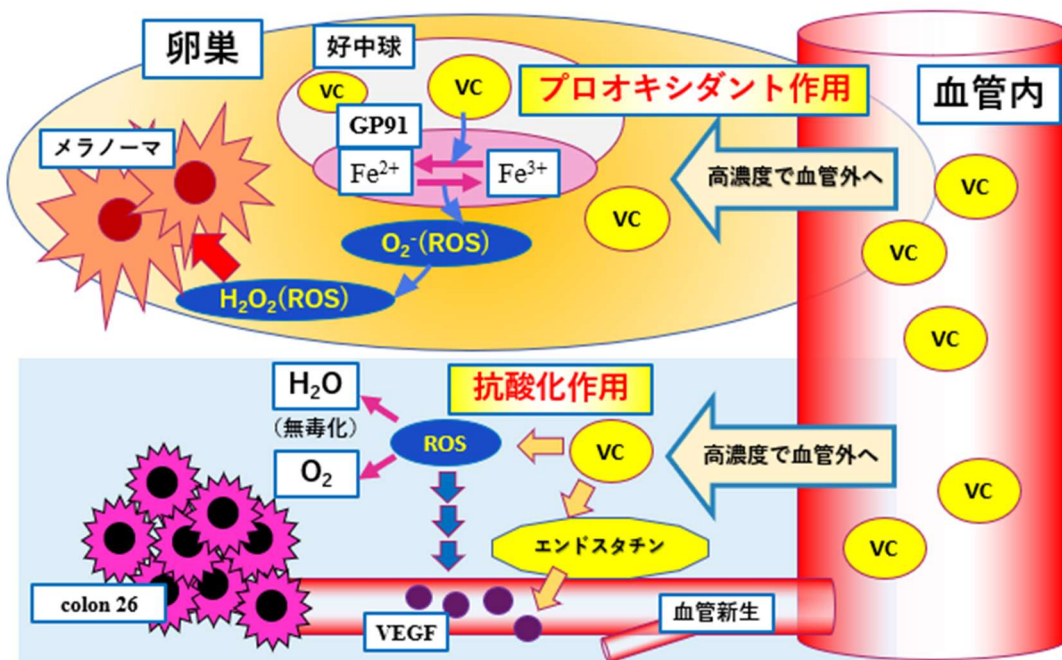 卵巣
好中球
VC
VC
プロオキシダント作用
血管内
メラノーマ
GP91
Fe²⁺
Fe³⁺
高濃度で血管外へ
VC
VC
O₂⁻(ROS)
VC
H₂O₂(ROS)
VC
H₂O
(無毒化)
O₂
抗酸化作用
ROS
VC
高濃度で血管外へ
VC
エンドスタチン
VC
colon 26
VEGF
血管新生